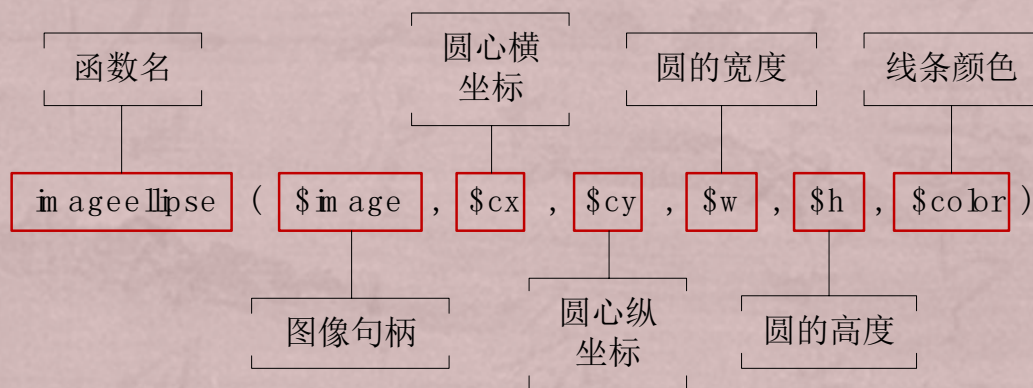 函数名
圆心横
坐标
圆的宽度
线条颜色
imageellipse ( $image , $cx , $cy , $w , $h , $color )
图像句柄
圆心纵
坐标
圆的高度